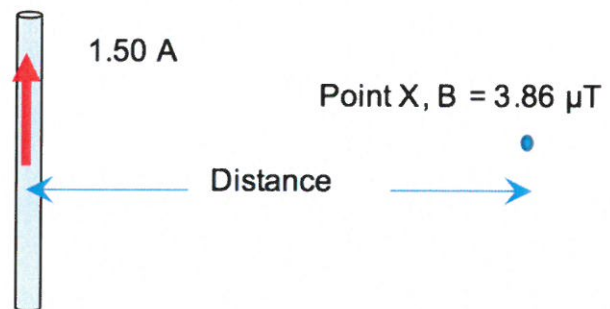 1.50 A
Point X, B = 3.86 µT
Distance